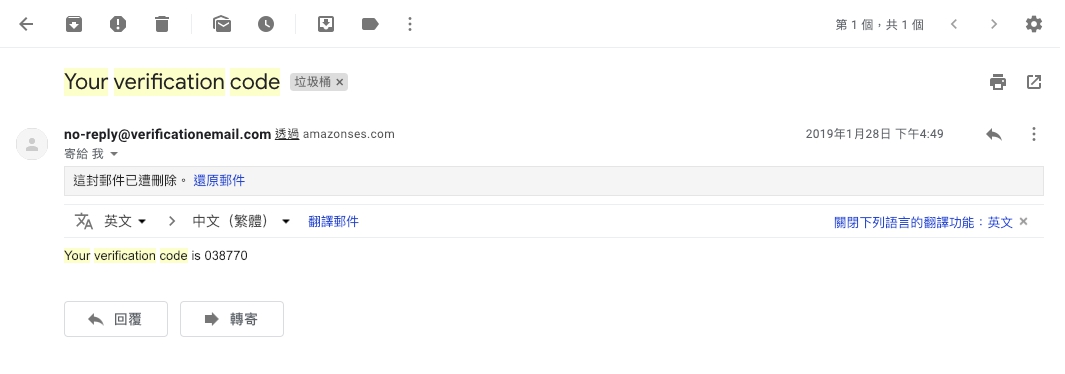 第 1 個，共 1 個
Your verification code 垃圾桶 ×
no-reply@verificationemail.com 透過 amazonses.com 2019年1月28日 下午4:49
寄給 我
這封郵件已遭刪除。 還原郵件
英文 中文（繁體） 翻譯郵件 關閉下列語言的翻譯功能：英文 ×
Your verification code is 038770
回覆 轉寄